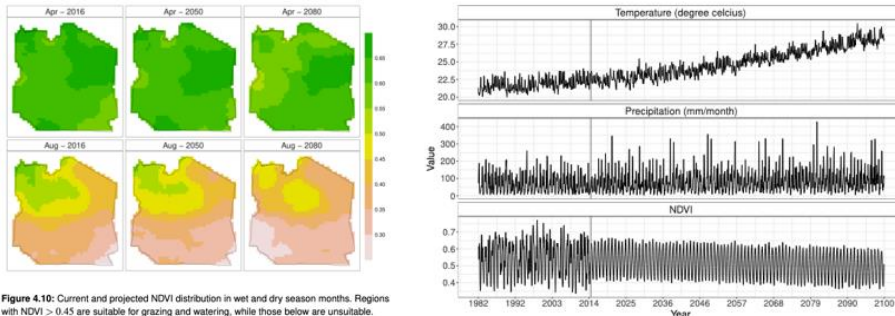 Apr − 2016
Apr − 2050
Apr − 2080
0.65
0.60
0.55
0.50
0.45
0.40
0.35
0.30
Aug − 2016
Aug − 2050
Aug − 2080
Figure 4.10: Current and projected NDVI distribution in wet and dry season months. Regions
with NDVI > 0.45 are suitable for grazing and watering, while those below are unsuitable.
Temperature (degree celcius)
30.0
27.5
25.0
22.5
20.0
Precipitation (mm/month)
400
300
200
100
0
Value
NDVI
0.7
0.6
0.5
0.4
1982 1992 2003 2014 2025 2036 2046 2057 2068 2079 2091 2100
Year